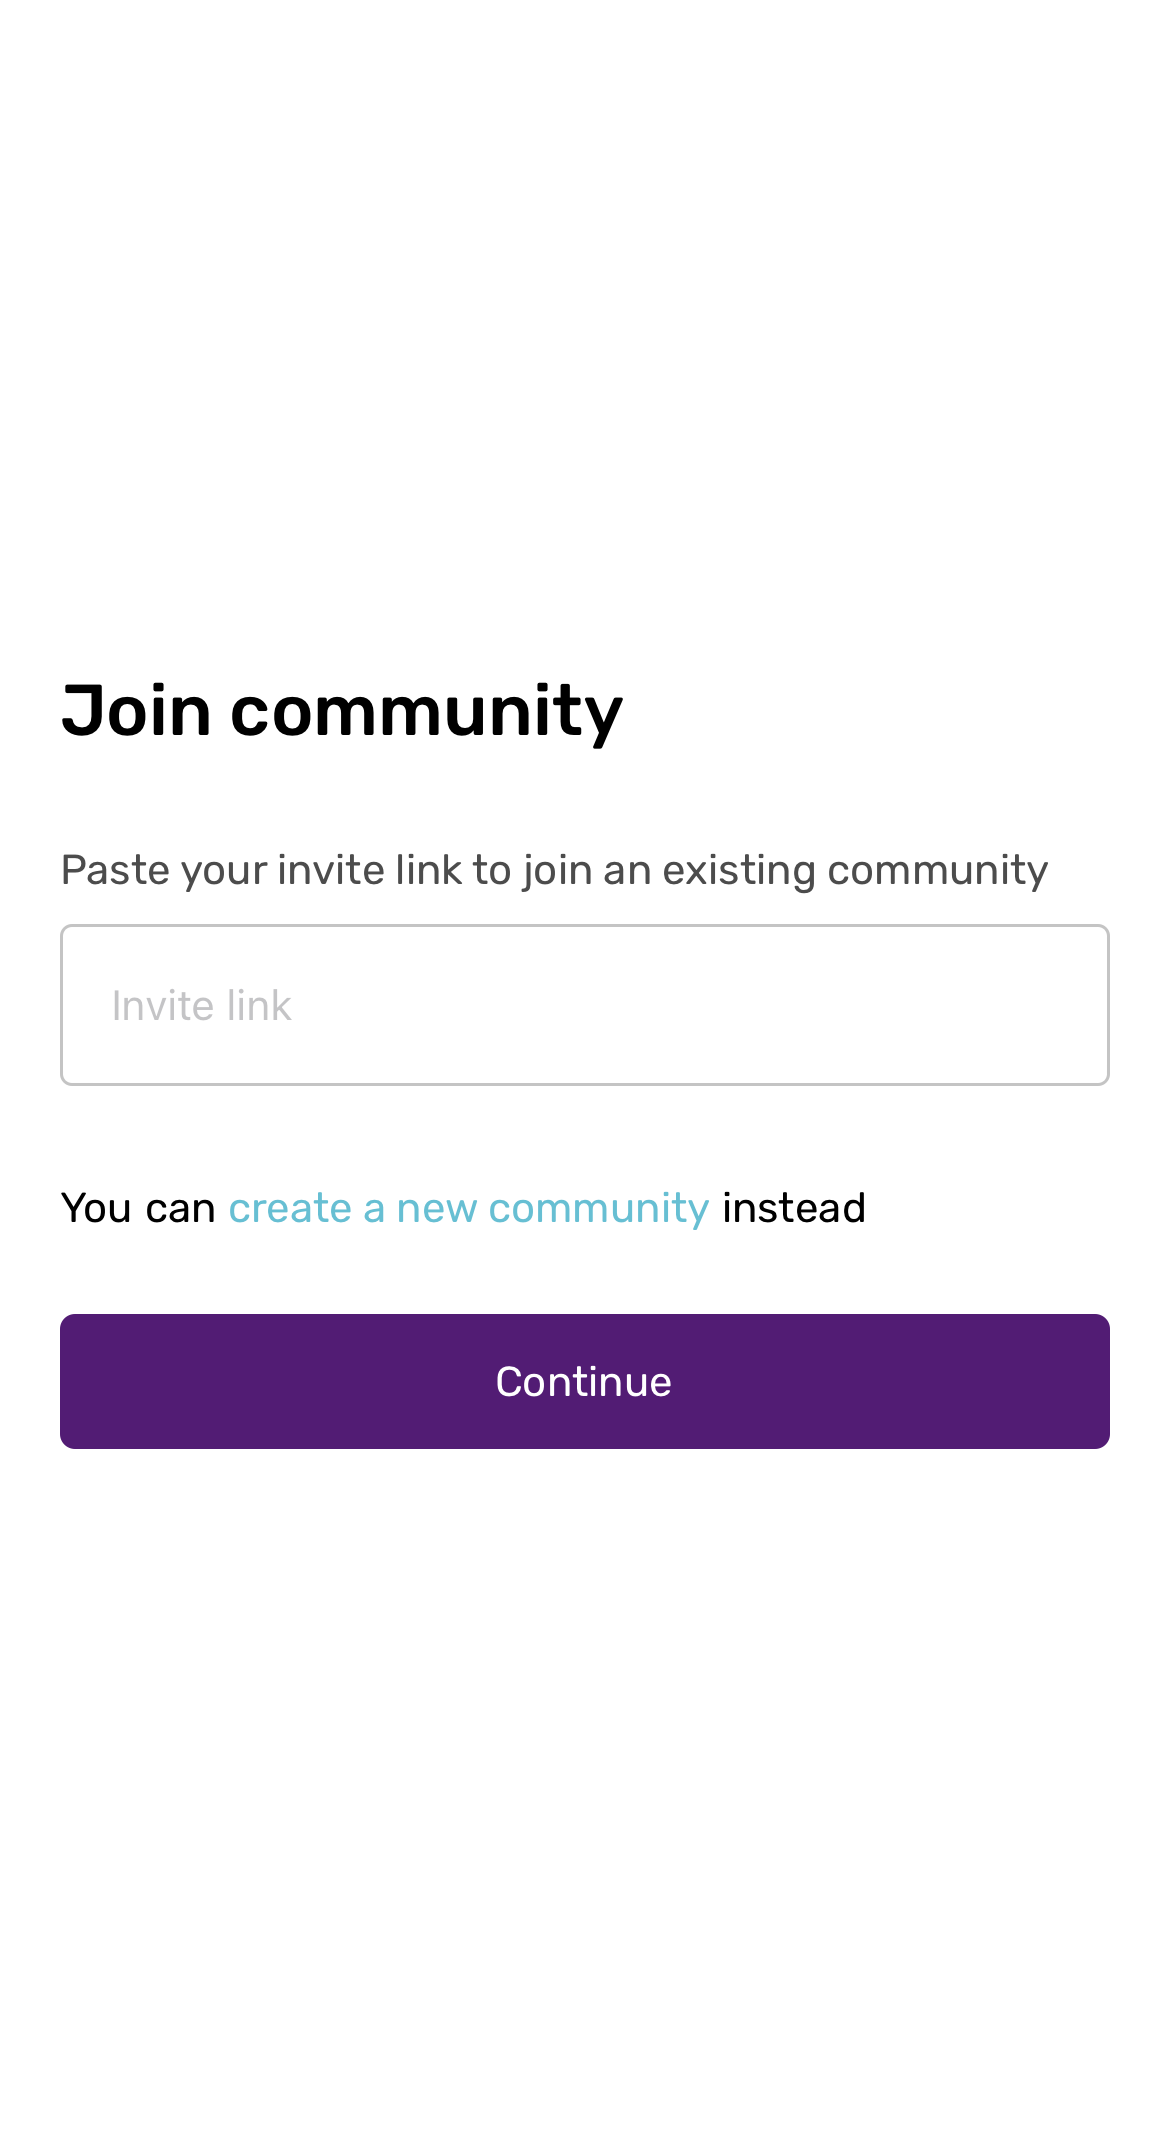 Join community
Paste your invite link to join an existing community
Invite link
You can create a new community instead
Continue